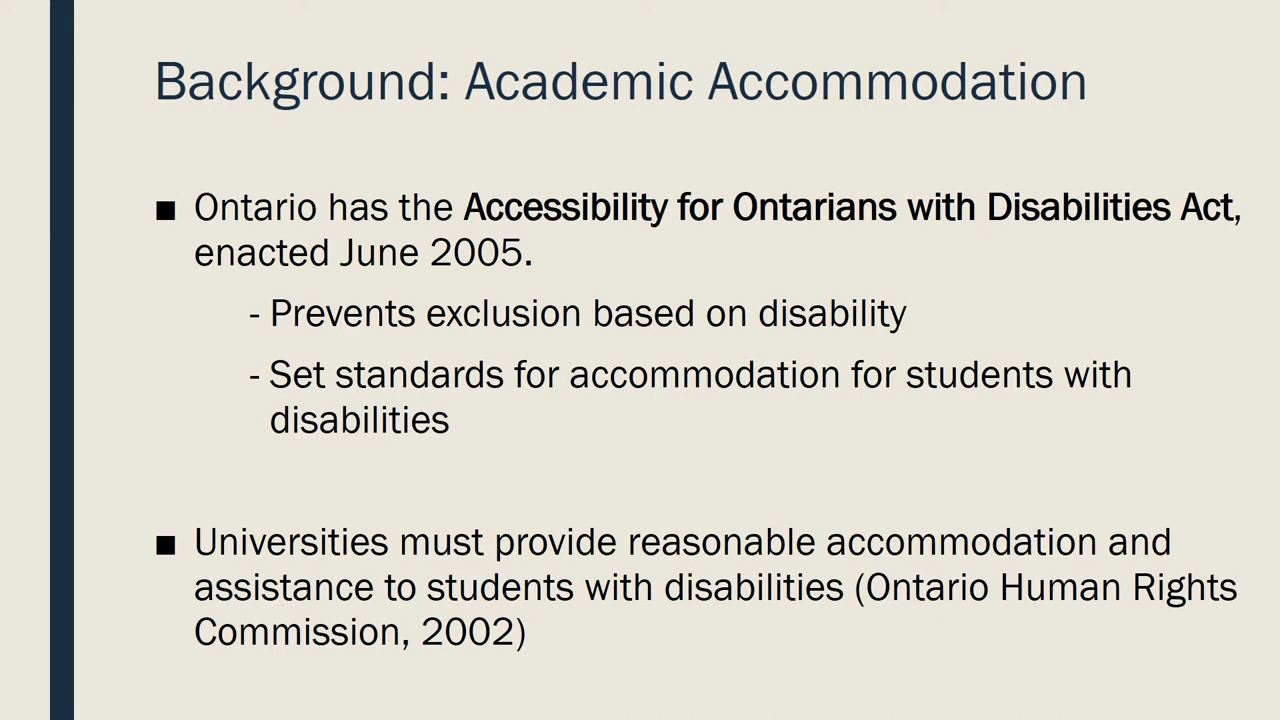 Background: Academic Accommodation
■ Ontario has the Accessibility for Ontarians with Disabilities Act,
enacted June 2005.
- Prevents exclusion based on disability
- Set standards for accommodation for students with
disabilities
■ Universities must provide reasonable accommodation and
assistance to students with disabilities (Ontario Human Rights
Commission, 2002)